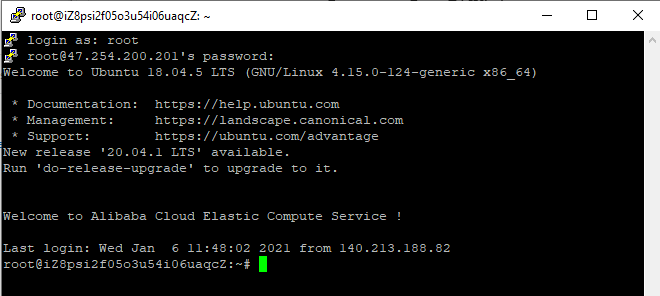 root@iZ8psi2f05o3u54i06uaqcZ: ~
login as: root
root@47.254.200.201's password:
Welcome to Ubuntu 18.04.5 LTS (GNU/Linux 4.15.0-124-generic x86_64)
* Documentation:  https://help.ubuntu.com
* Management:     https://landscape.canonical.com
* Support:        https://ubuntu.com/advantage
New release '20.04.1 LTS' available.
Run 'do-release-upgrade' to upgrade to it.
Welcome to Alibaba Cloud Elastic Compute Service !
Last login: Wed Jan  6 11:48:02 2021 from 140.213.188.82
root@iZ8psi2f05o3u54i06uaqcZ:~#